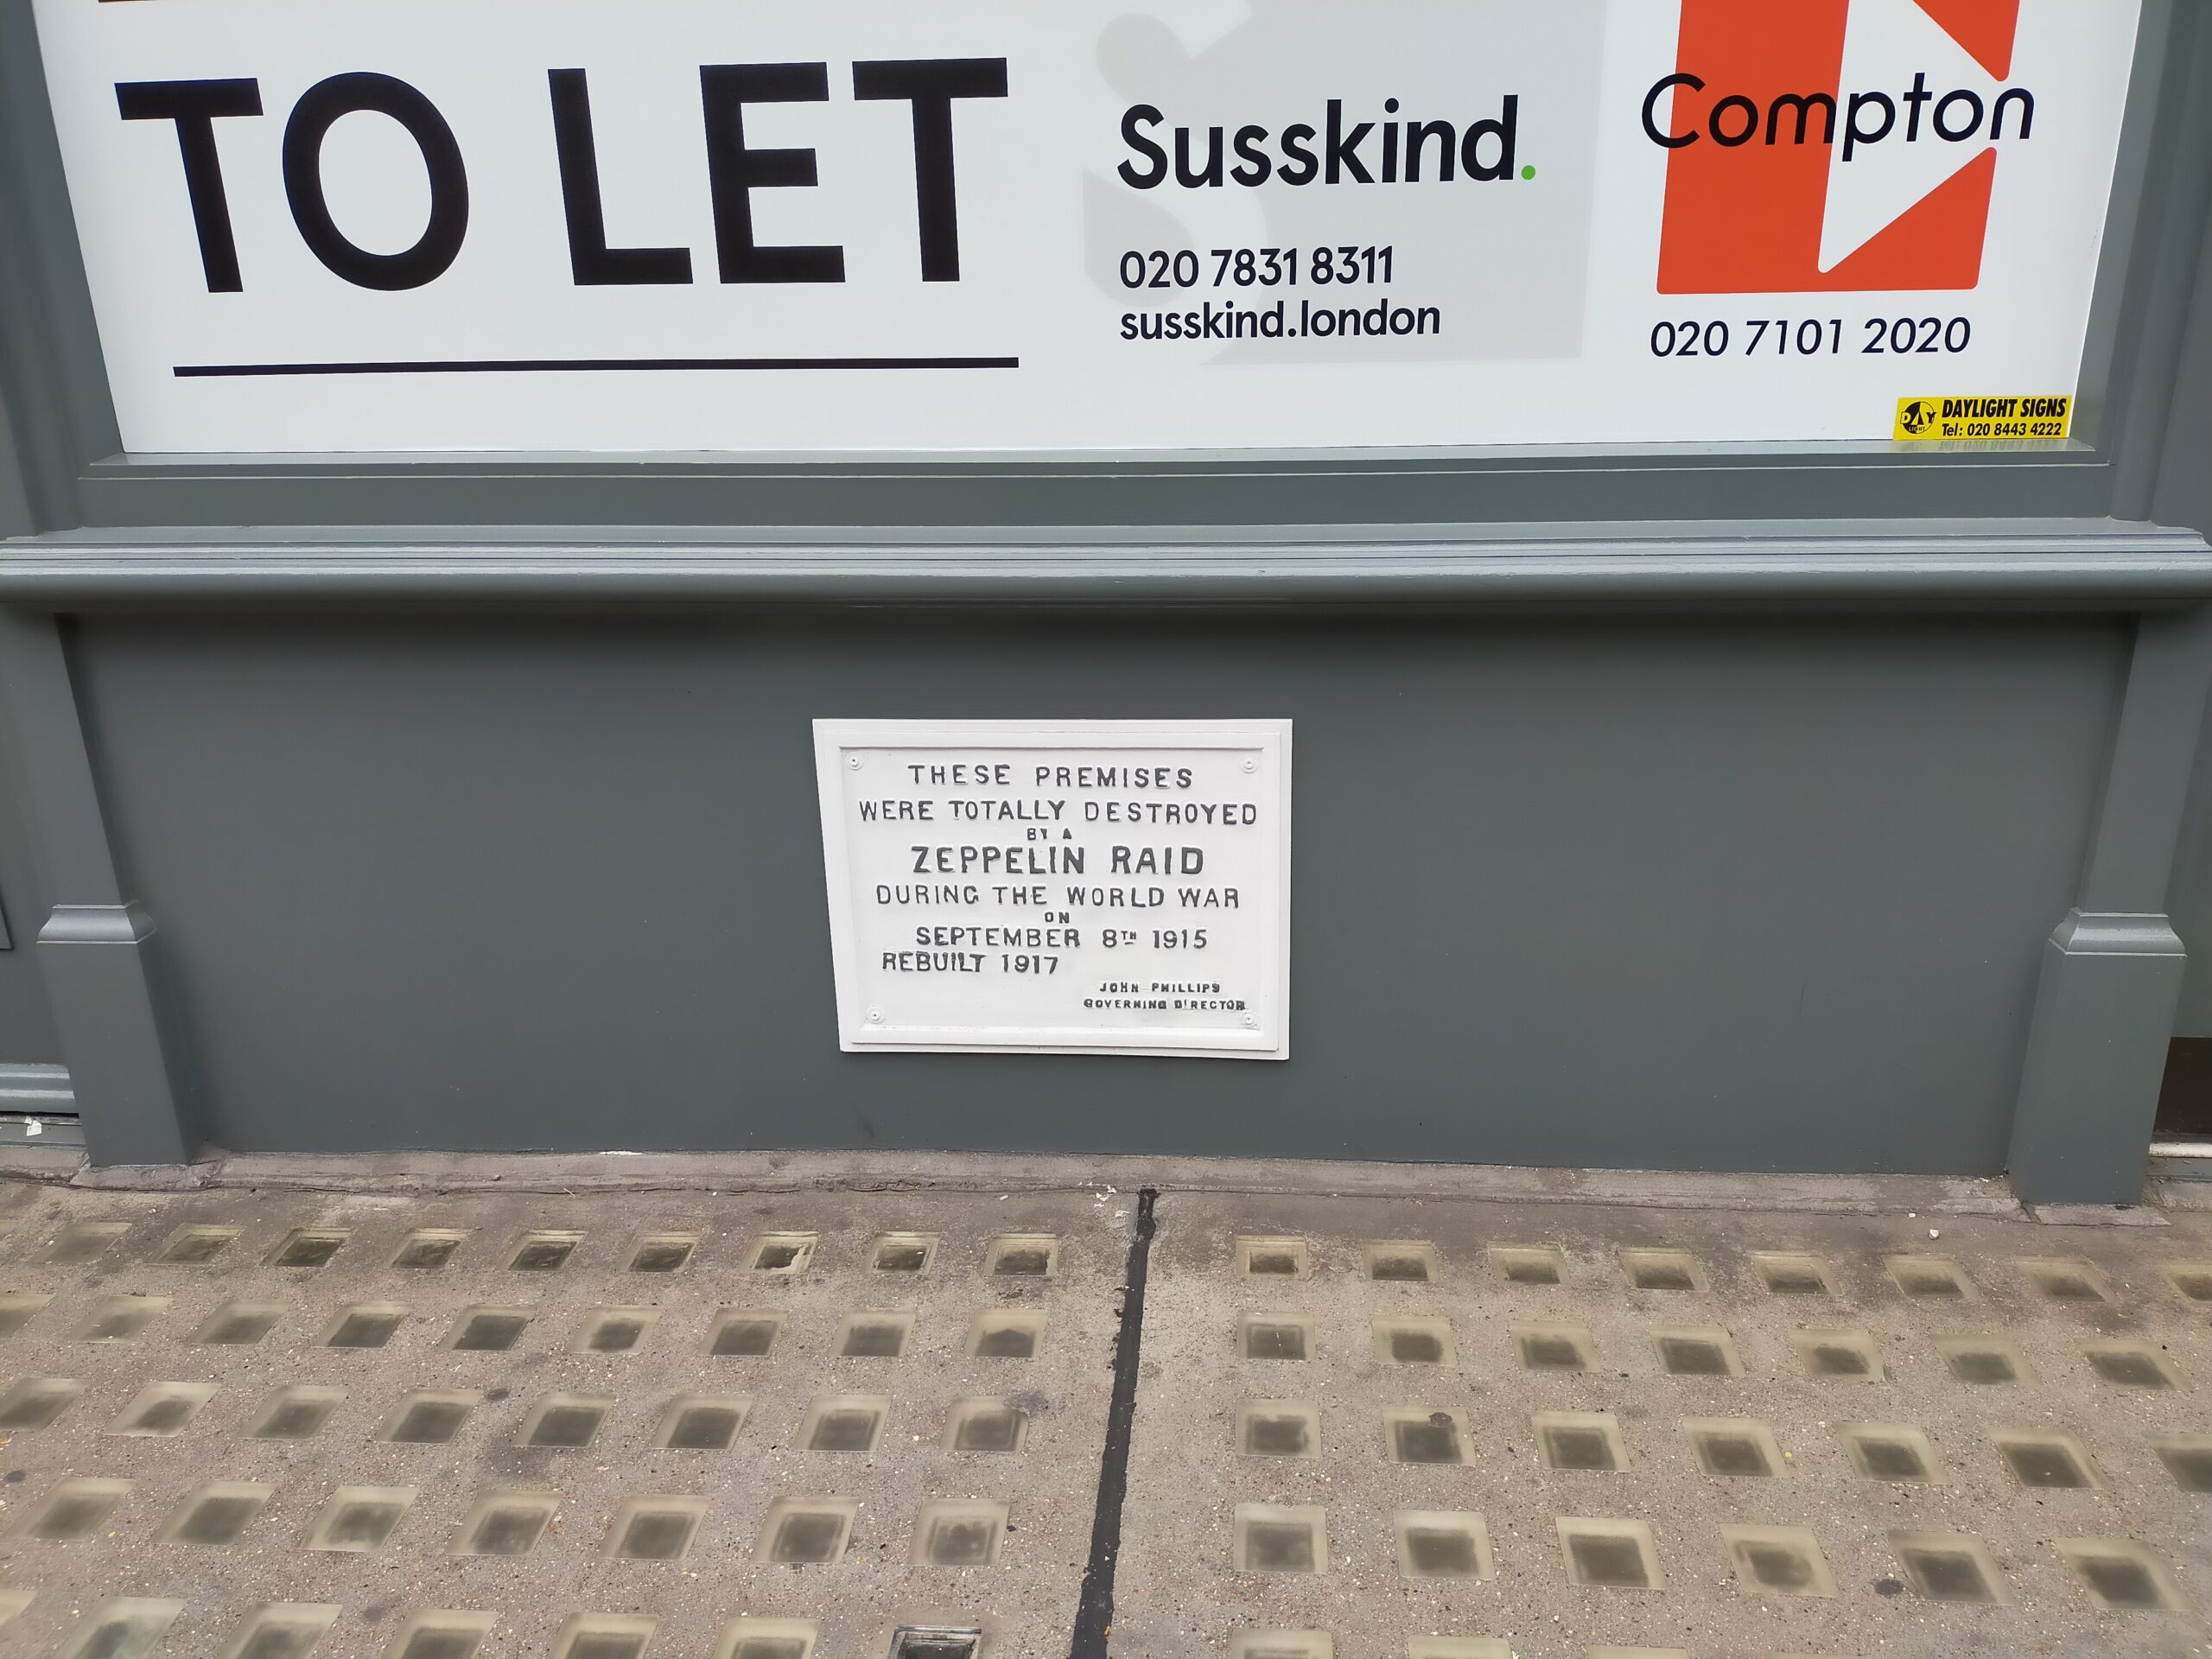 TO LET
Susskind.
020 7831 8311
susskind.london
Compton
020 7101 2020
DAY
LIGHT
DAYLIGHT SIGNS
Tel: 020 8443 4222
THESE PREMISES
WERE TOTALLY DESTROYED
BY A
ZEPPELIN RAID
DURING THE WORLD WAR
ON
SEPTEMBER 8TH 1915
REBUILT 1917
JOHN PHILLIPS
GOVERNING DIRECTOR